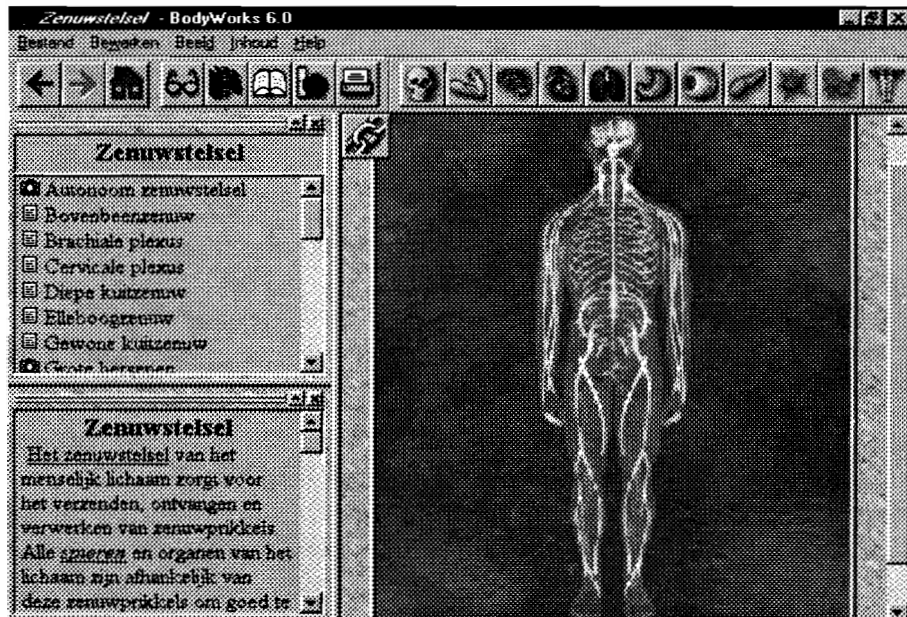 Zenuwstelsel - BodyWorks 6.0
Bestand Bewerken Beeld Inhoud Help
Zenuwstelsel
Autonoom zenuwstelsel
Bovenbeenzenuw
Brachiale plexus
Cervicale plexus
Diepe kuitzenuw
Elleboogzenuw
Gewone kuitzenuw
Grote hersenen
Zenuwstelsel
Het zenuwstelsel van het
menselijk lichaam zorgt voor
het verzenden, ontvangen en
verwerken van zenuwprikkels.
Alle spieren en organen van het
lichaam zijn afhankelijk van
deze zenuwprikkels om goed te